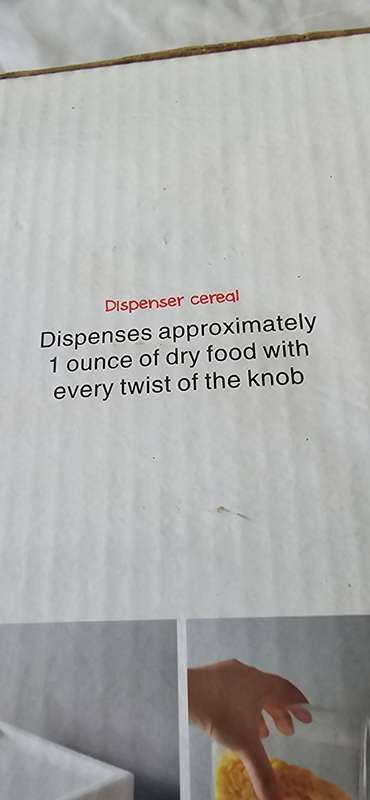 Dispenser cereal
Dispenses approximately
1 ounce of dry food with
every twist of the knob